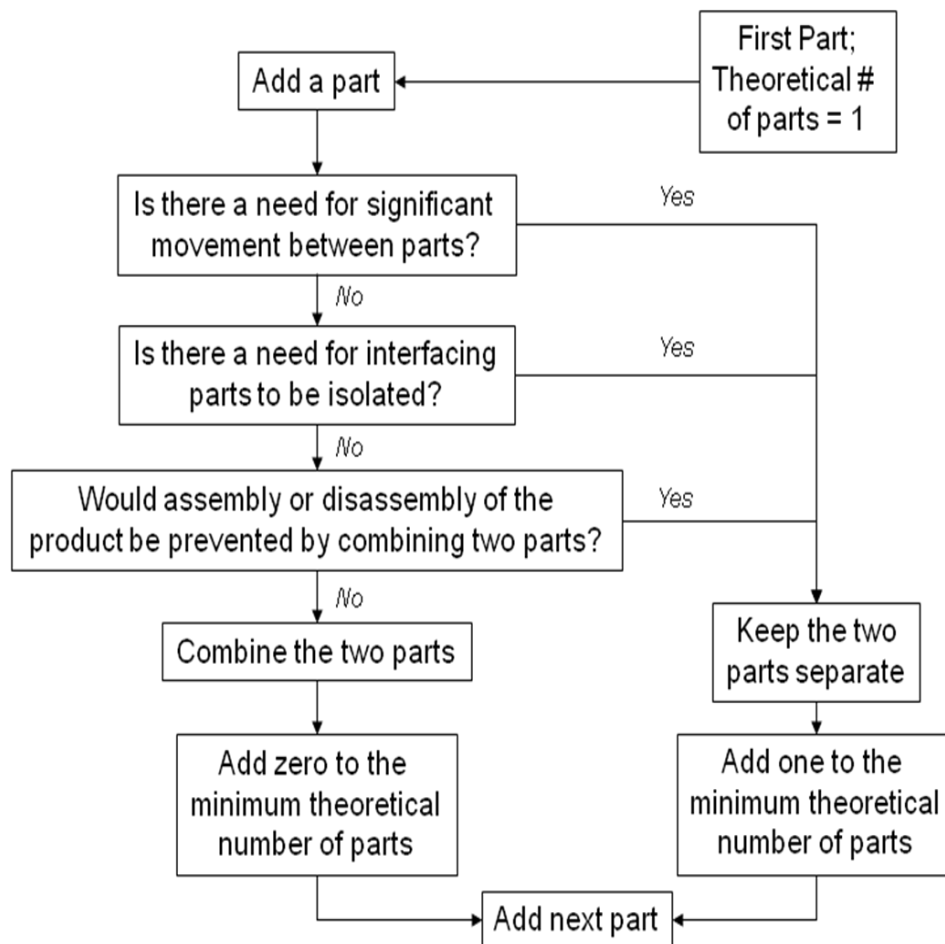 First Part;
Theoretical #
of parts = 1
Add a part
Is there a need for significant
movement between parts?
Yes
No
Is there a need for interfacing
parts to be isolated?
Yes
No
Would assembly or disassembly of the
product be prevented by combining two parts?
Yes
No
Combine the two parts
Keep the two
parts separate
Add zero to the
minimum theoretical
number of parts
Add one to the
minimum theoretical
number of parts
Add next part